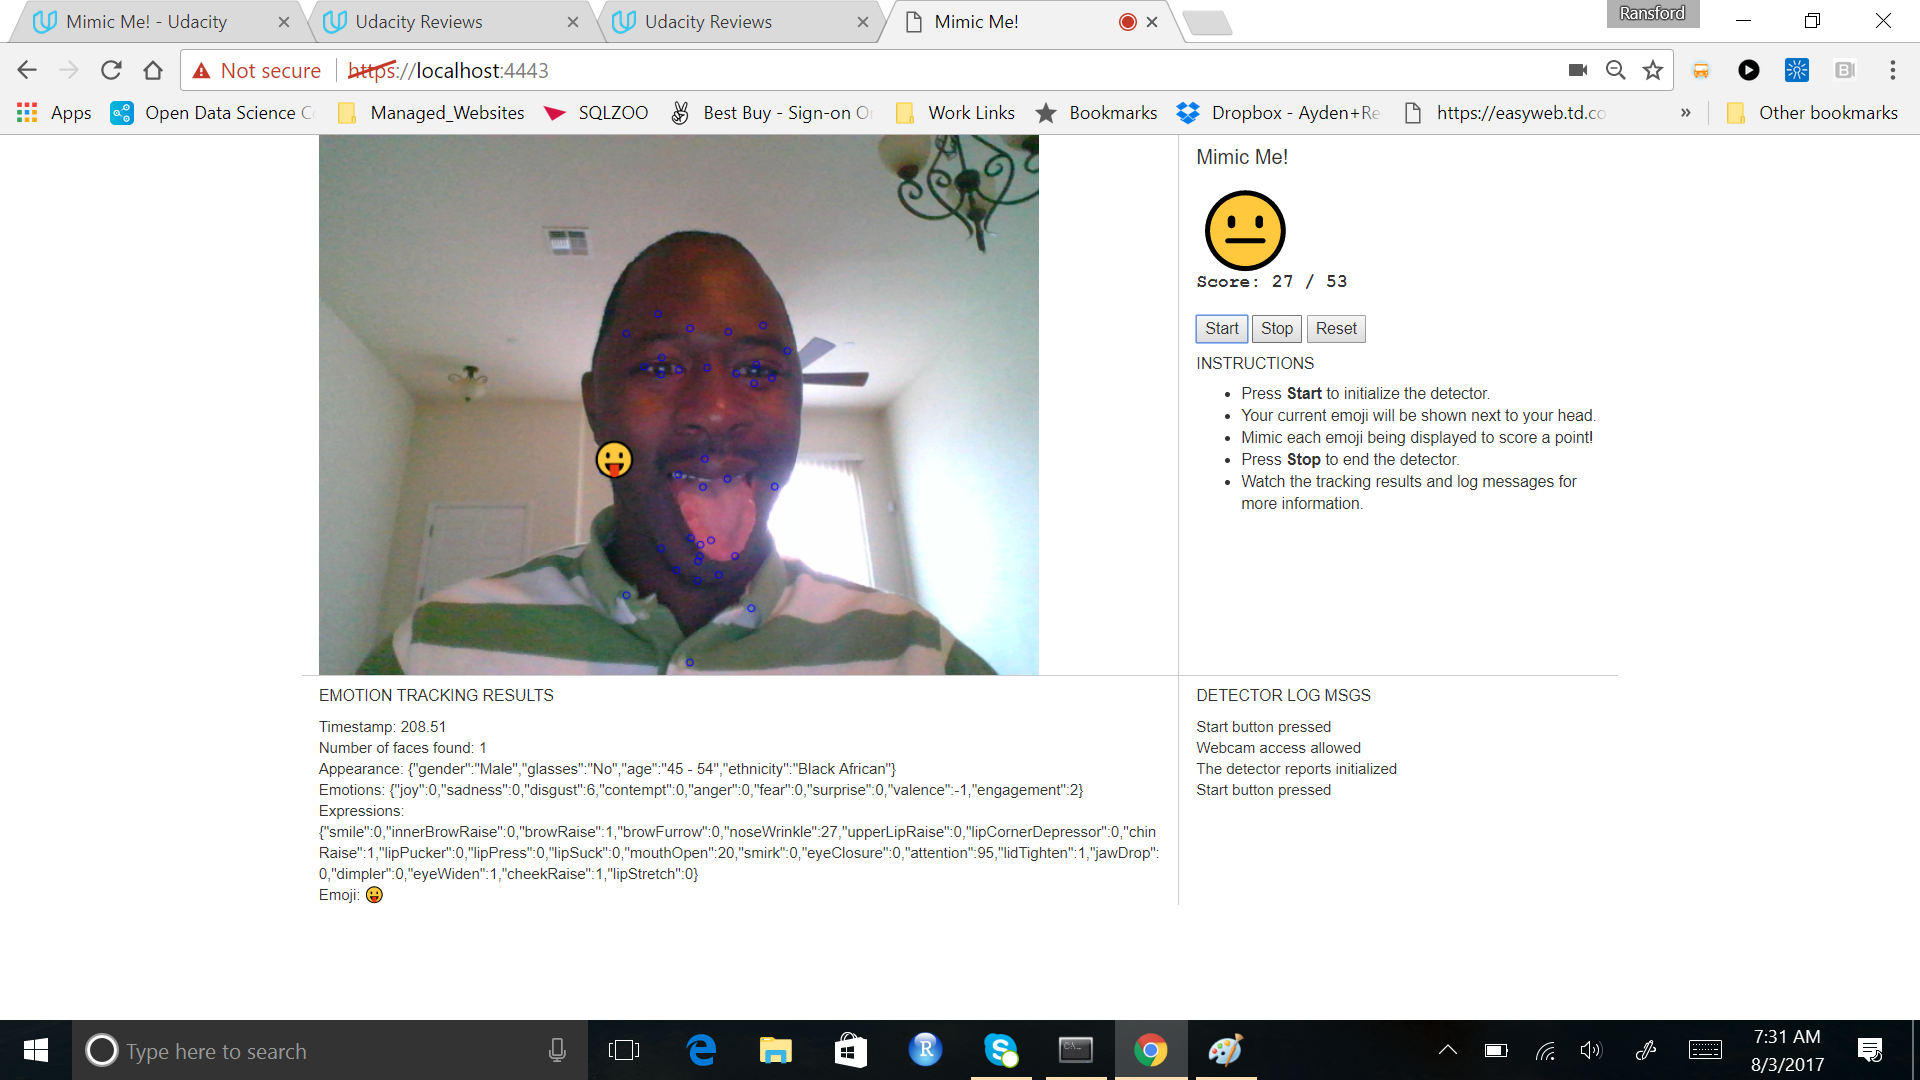 Mimic Me! - Udacity
Udacity Reviews
Udacity Reviews
Mimic Me!
Ransford
Not secure
https://localhost:4443
Apps
Open Data Science C
Managed_Websites
SQLZOO
Best Buy - Sign-on O
Work Links
Bookmarks
Dropbox - Ayden+Re
https://easyweb.td.co
»
Other bookmarks
Mimic Me!
Score: 27 / 53
Start
Stop
Reset
INSTRUCTIONS
• Press Start to initialize the detector.
• Your current emoji will be shown next to your head.
• Mimic each emoji being displayed to score a point!
• Press Stop to end the detector.
• Watch the tracking results and log messages for
more information.
EMOTION TRACKING RESULTS
Timestamp: 208.51
Number of faces found: 1
Appearance: {"gender":"Male","glasses":"No","age":"45 - 54","ethnicity":"Black African"}
Emotions: {"joy":0,"sadness":0,"disgust":6,"contempt":0,"anger":0,"fear":0,"surprise":0,"valence":-1,"engagement":2}
Expressions:
{"smile":0,"innerBrowRaise":0,"browRaise":1,"browFurrow":0,"noseWrinkle":27,"upperLipRaise":0,"lipCornerDepressor":0,"chin
Raise":1,"lipPucker":0,"lipPress":0,"lipSuck":0,"mouthOpen":20,"smirk":0,"eyeClosure":0,"attention":95,"lidTighten":1,"jawDrop":
0,"dimpler":0,"eyeWiden":1,"cheekRaise":1,"lipStretch":0}
Emoji: 😛
DETECTOR LOG MSGS
Start button pressed
Webcam access allowed
The detector reports initialized
Start button pressed
Type here to search
7:31 AM
8/3/2017